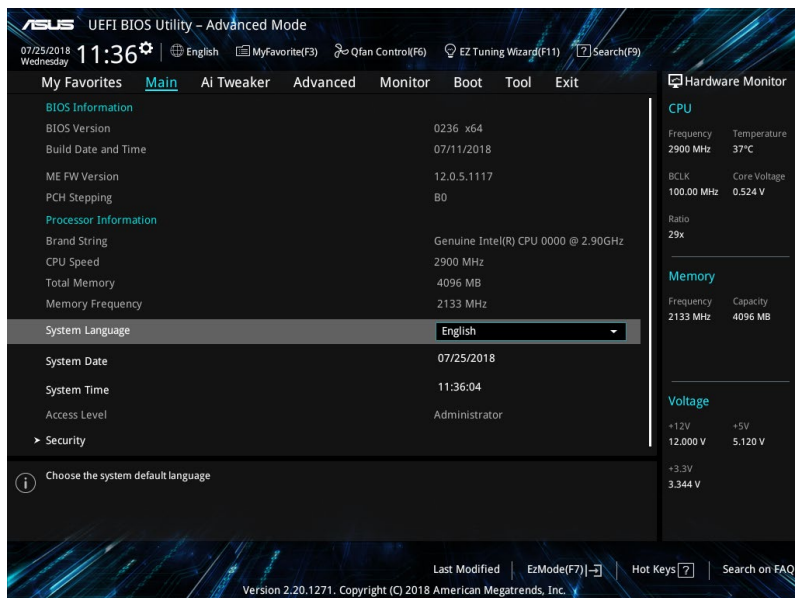 ASUS UEFI BIOS Utility – Advanced Mode
07/25/2018
Wednesday
11:36
English
MyFavorite(F3)
Qfan Control(F6)
EZ Tuning Wizard(F11)
? Search(F9)
My Favorites Main Ai Tweaker Advanced Monitor Boot Tool Exit
BIOS Information
BIOS Version 0236 x64
Build Date and Time 07/11/2018
ME FW Version 12.0.5.1117
PCH Stepping B0
Processor Information
Brand String Genuine Intel(R) CPU 0000 @ 2.90GHz
CPU Speed 2900 MHz
Total Memory 4096 MB
Memory Frequency 2133 MHz
System Language English
System Date 07/25/2018
System Time 11:36:04
Access Level Administrator
> Security
i Choose the system default language
Hardware Monitor
CPU
Frequency Temperature
2900 MHz 37°C
BCLK Core Voltage
100.00 MHz 0.524 V
Ratio
29x
Memory
Frequency Capacity
2133 MHz 4096 MB
Voltage
+12V +5V
12.000 V 5.120 V
+3.3V
3.344 V
Last Modified | EzMode(F7) | Hot Keys ? | Search on FAQ
Version 2.20.1271. Copyright (C) 2018 American Megatrends, Inc.